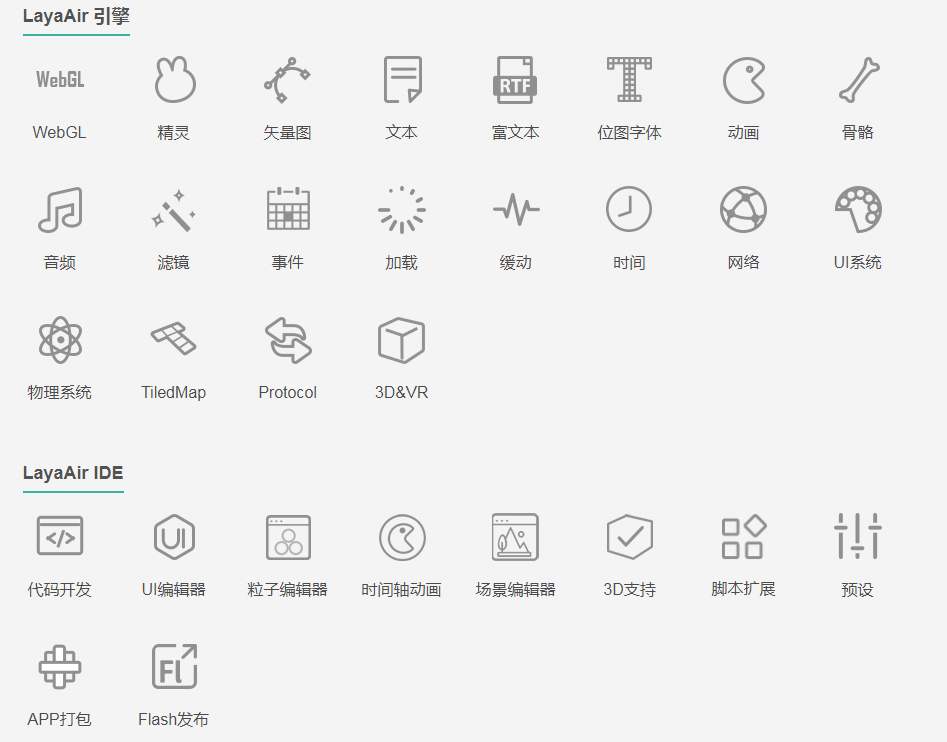 LayaAir 引擎
WebGL
RTF
WebGL 精灵 矢量图 文本 富文本 位图字体 动画 骨骼
音频 滤镜 事件 加载 缓动 时间 网络 UI系统
物理系统 TiledMap Protocol 3D&VR
LayaAir IDE
</> UI
代码开发 UI编辑器 粒子编辑器 时间轴动画 场景编辑器 3D支持 脚本扩展 预设
Fl
APP打包 Flash发布